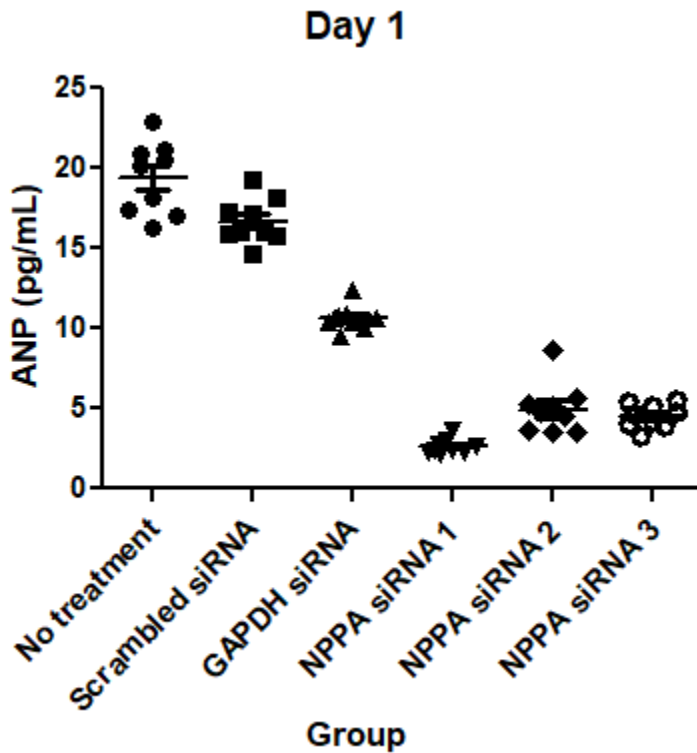 Day 1
25
20
15
10
5
0
ANP (pg/mL)
No treatment
Scrambled siRNA
GAPDH siRNA
NPPA siRNA 1
NPPA siRNA 2
NPPA siRNA 3
Group